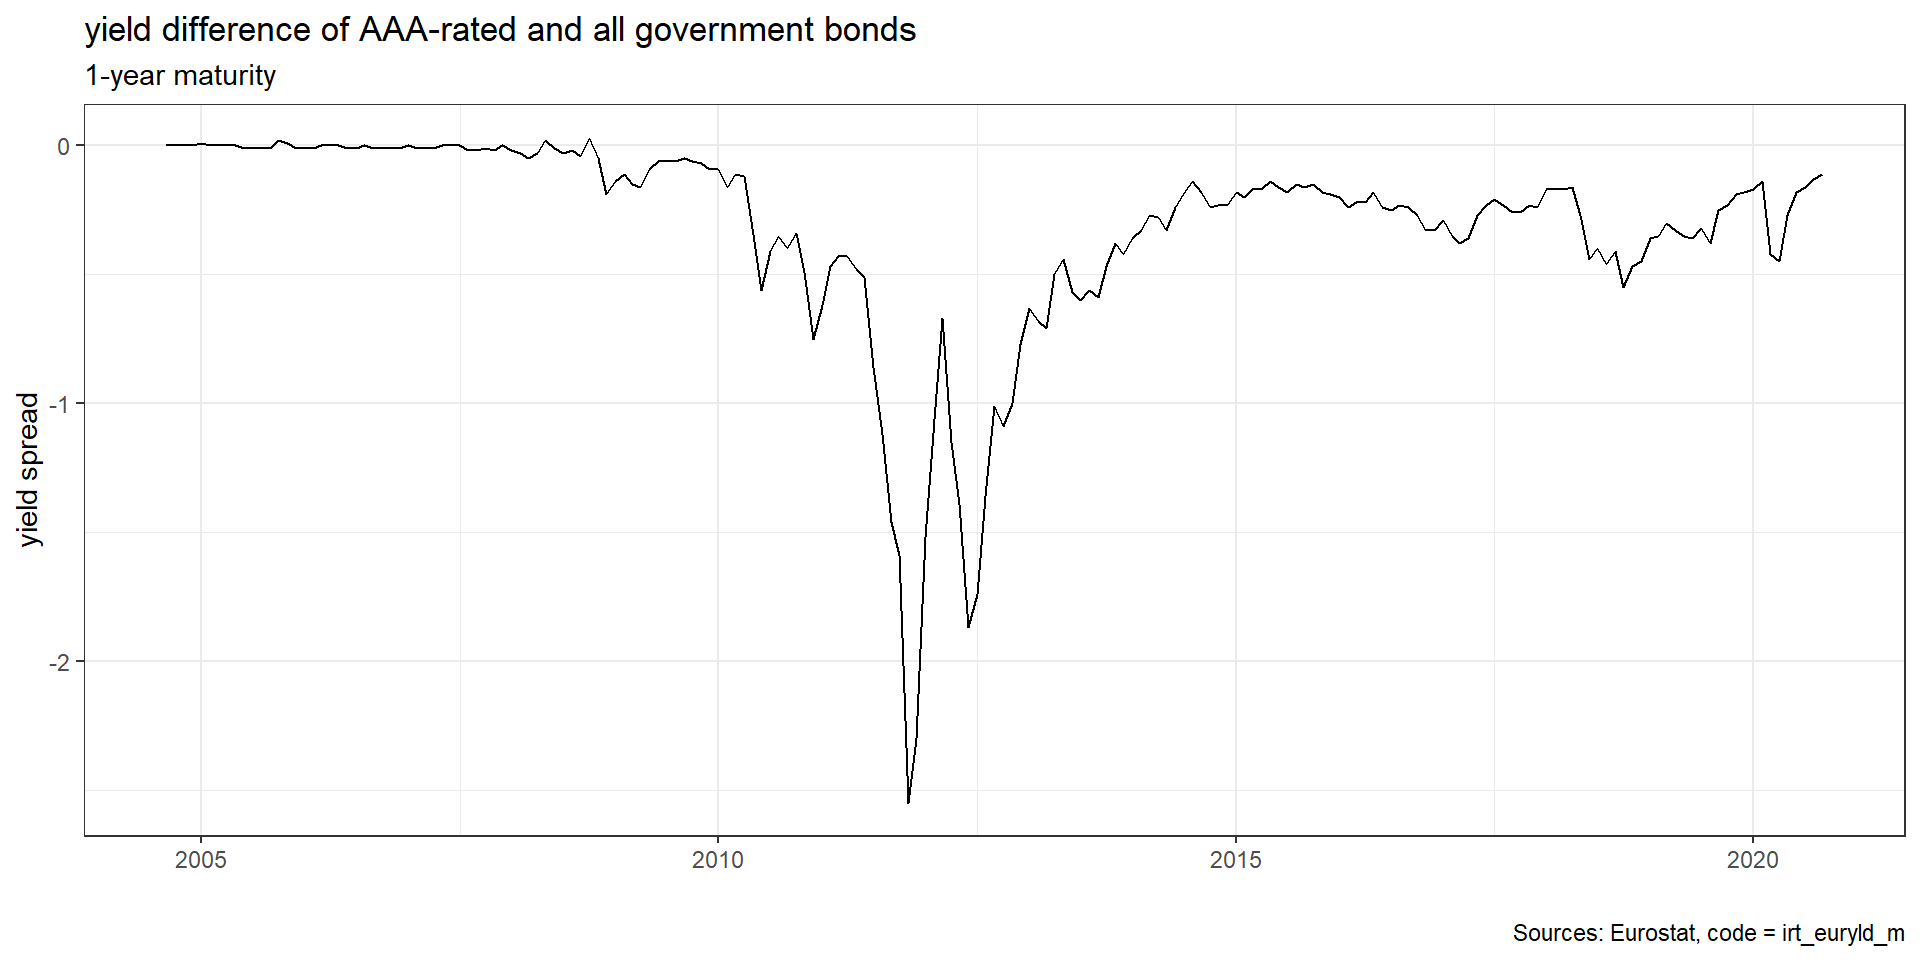 yield difference of AAA-rated and all government bonds
1-year maturity
yield spread
0
-1
-2
2005
2010
2015
2020
Sources: Eurostat, code = irt_euryld_m